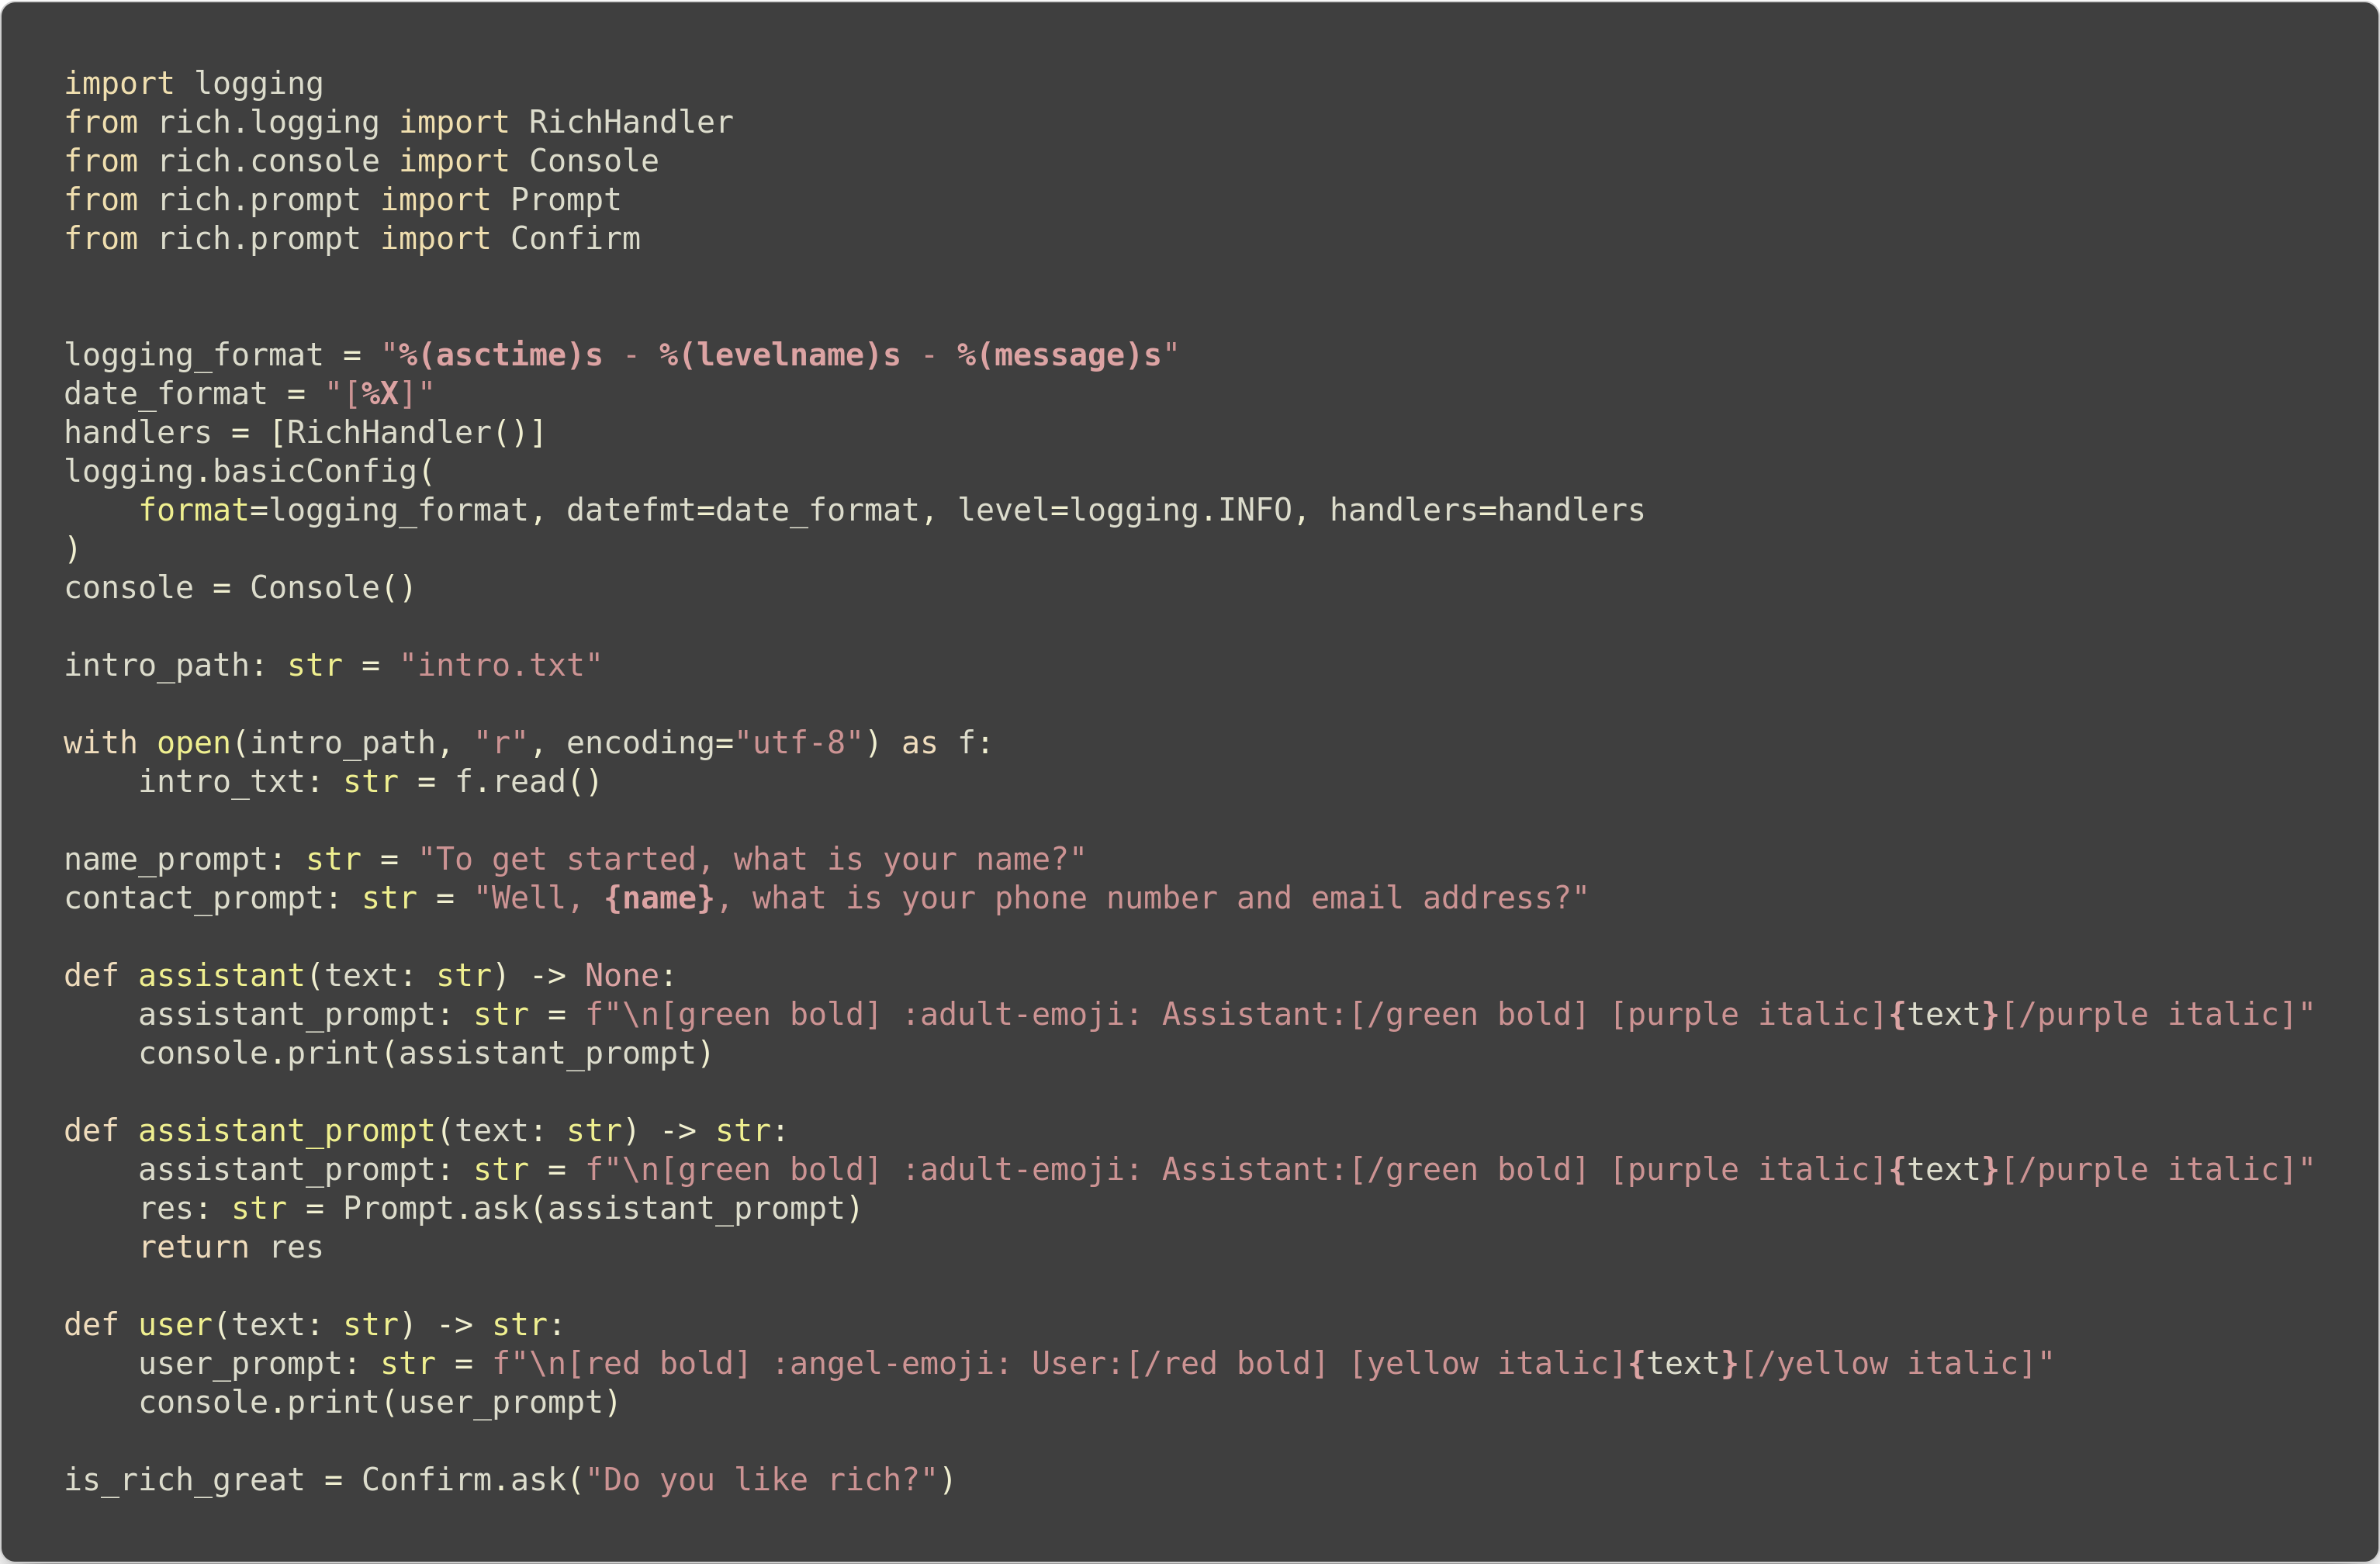 import logging
from rich.logging import RichHandler
from rich.console import Console
from rich.prompt import Prompt
from rich.prompt import Confirm
logging_format = "%(asctime)s - %(levelname)s - %(message)s"
date_format = "[%X]"
handlers = [RichHandler()]
logging.basicConfig(
    format=logging_format, datefmt=date_format, level=logging.INFO, handlers=handlers
)
console = Console()
intro_path: str = "intro.txt"
with open(intro_path, "r", encoding="utf-8") as f:
    intro_txt: str = f.read()
name_prompt: str = "To get started, what is your name?"
contact_prompt: str = "Well, {name}, what is your phone number and email address?"
def assistant(text: str) -> None:
    assistant_prompt: str = f"\n[green bold] :adult-emoji: Assistant:[/green bold] [purple italic]{text}[/purple italic]"
    console.print(assistant_prompt)
def assistant_prompt(text: str) -> str:
    assistant_prompt: str = f"\n[green bold] :adult-emoji: Assistant:[/green bold] [purple italic]{text}[/purple italic]"
    res: str = Prompt.ask(assistant_prompt)
    return res
def user(text: str) -> str:
    user_prompt: str = f"\n[red bold] :angel-emoji: User:[/red bold] [yellow italic]{text}[/yellow italic]"
    console.print(user_prompt)
is_rich_great = Confirm.ask("Do you like rich?")